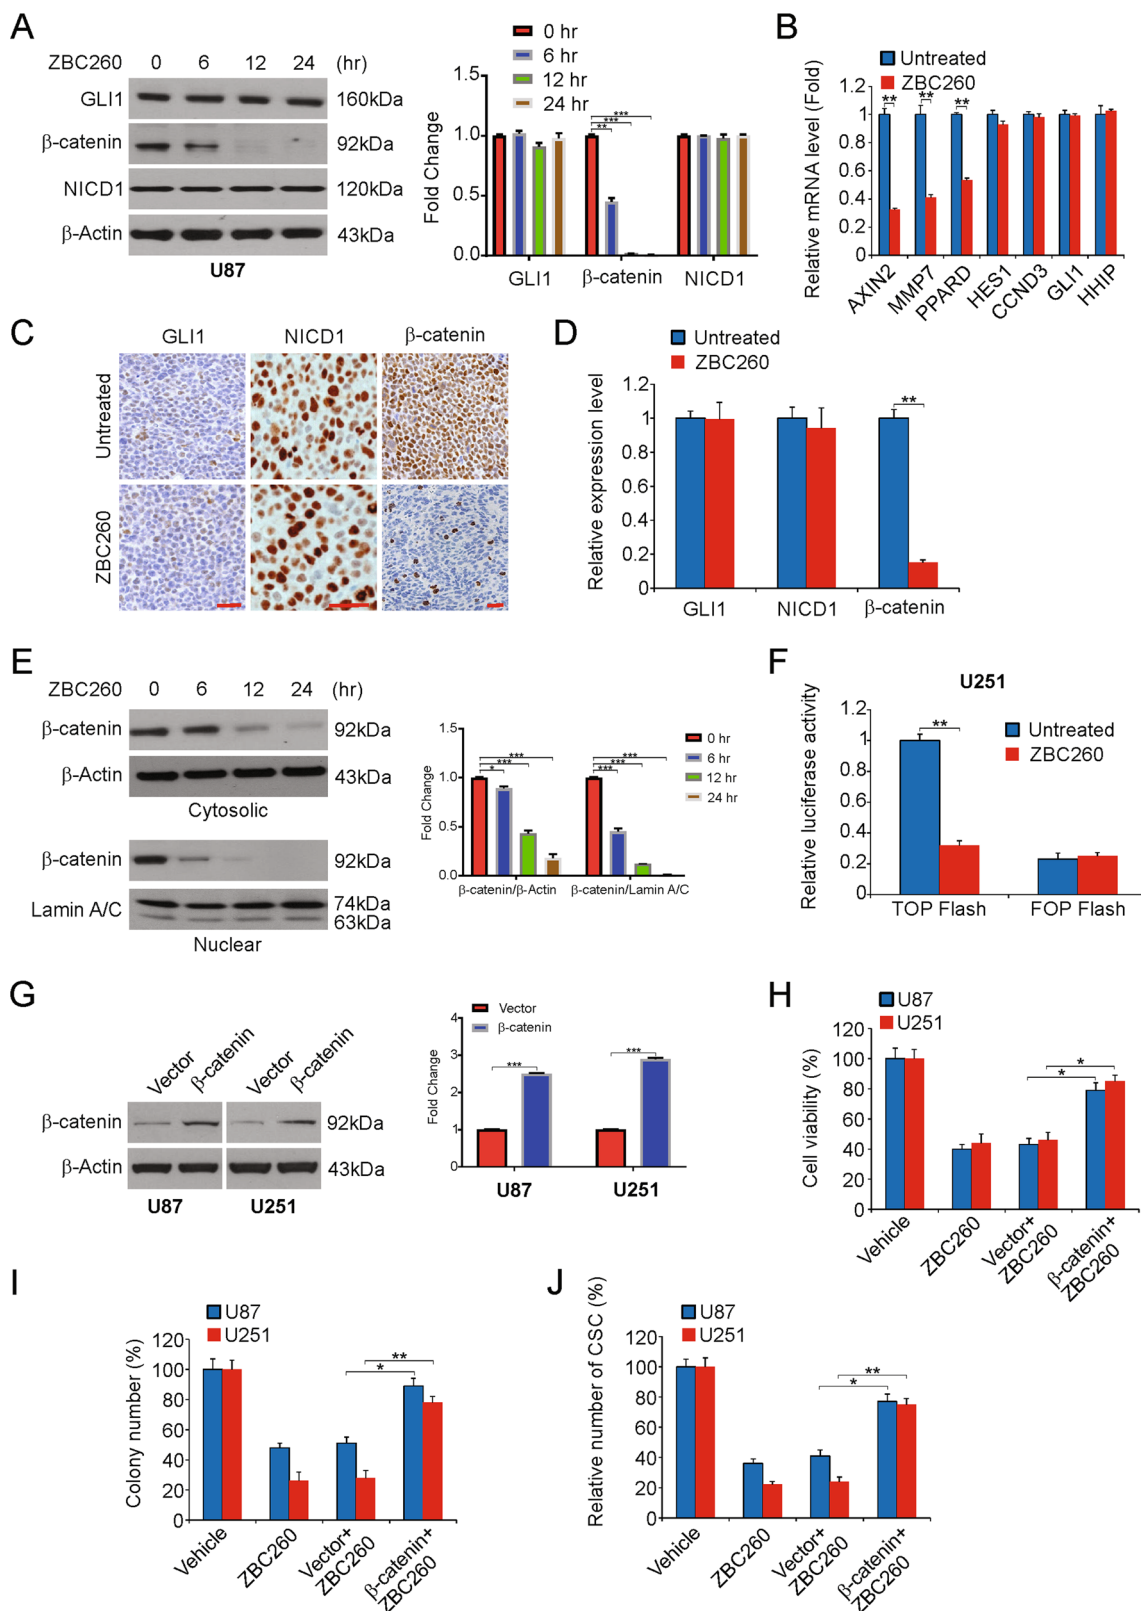 A
ZBC260 0 6 12 24 (hr)
GLI1 160kDa
β-catenin 92kDa
NICD1 120kDa
β-Actin 43kDa
U87
0 hr
6 hr
12 hr
24 hr
Fold Change
1.5
1.0
0.5
0.0
*** *** **
GLI1 β-catenin NICD1
B
Untreated
ZBC260
Relative mRNA level (Fold)
1.2
1
0.8
0.6
0.4
0.2
0
** ** **
AXIN2 MMP7 PPARD HES1 CCND3 GLI1 HHIP
C
GLI1 NICD1 β-catenin
Untreated
ZBC260
D
Untreated
ZBC260
Relative expression level
1.2
1
0.8
0.6
0.4
0.2
0
**
GLI1 NICD1 β-catenin
E
ZBC260 0 6 12 24 (hr)
β-catenin 92kDa
β-Actin 43kDa
Cytosolic
β-catenin 92kDa
Lamin A/C 74kDa
63kDa
Nuclear
Fold Change
1.5
1.0
0.5
0.0
*** *** *
*** *** ***
0 hr
6 hr
12 hr
24 hr
β-catenin/β-Actin β-catenin/Lamin A/C
F
U251
Untreated
ZBC260
Relative luciferase activity
1.2
1
0.8
0.6
0.4
0.2
0
**
TOP Flash FOP Flash
G
Vector β-catenin Vector β-catenin
β-catenin 92kDa
β-Actin 43kDa
U87 U251
Vector
β-catenin
Fold Change
4
3
2
1
0
*** ***
U87 U251
H
U87
U251
Cell viability (%)
120
100
80
60
40
20
0
* *
Vehicle
ZBC260
Vector+
ZBC260
β-catenin+
ZBC260
I
U87
U251
Colony number (%)
120
100
80
60
40
20
0
** *
Vehicle
ZBC260
Vector+
ZBC260
β-catenin+
ZBC260
J
U87
U251
Relative number of CSC (%)
120
100
80
60
40
20
0
** *
Vehicle
ZBC260
Vector+
ZBC260
β-catenin+
ZBC260